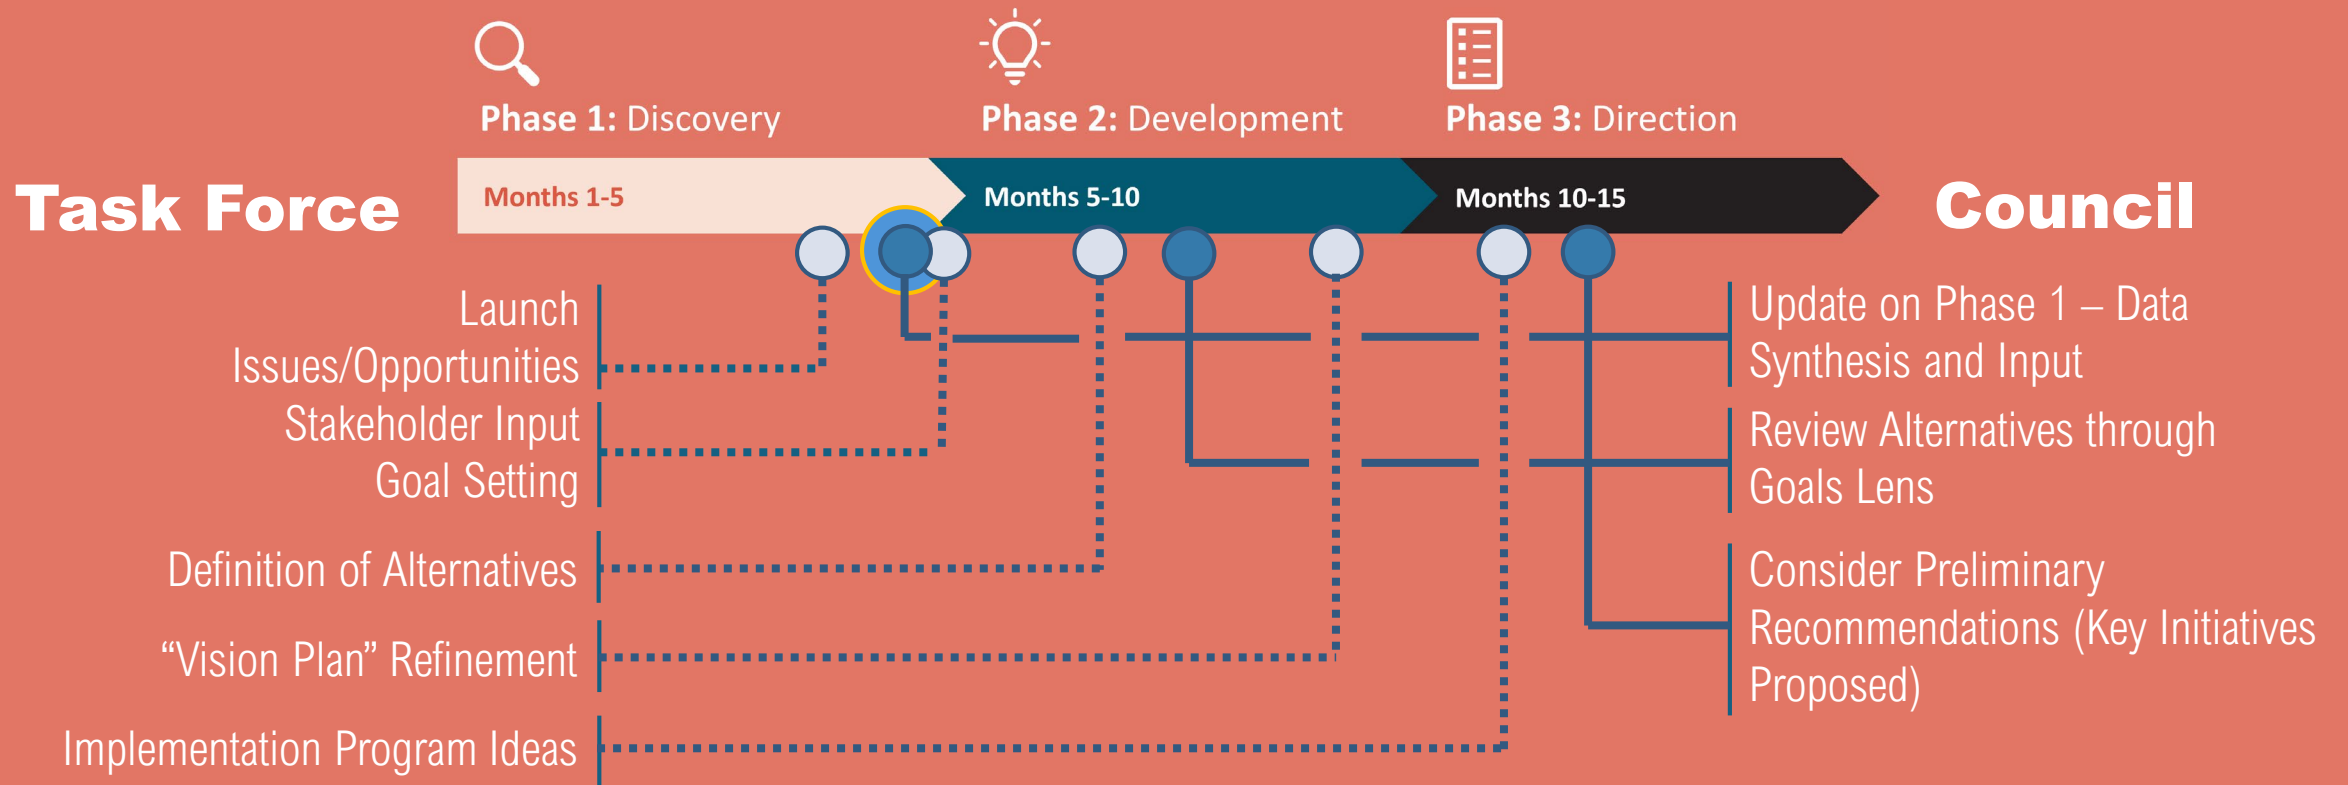 Phase 1: Discovery
Phase 2: Development
Phase 3: Direction
Months 1-5
Months 5-10
Months 10-15
Task Force
Council
Launch
Issues/Opportunities
Stakeholder Input
Goal Setting
Definition of Alternatives
“Vision Plan” Refinement
Implementation Program Ideas
Update on Phase 1 – Data
Synthesis and Input
Review Alternatives through
Goals Lens
Consider Preliminary
Recommendations (Key Initiatives
Proposed)